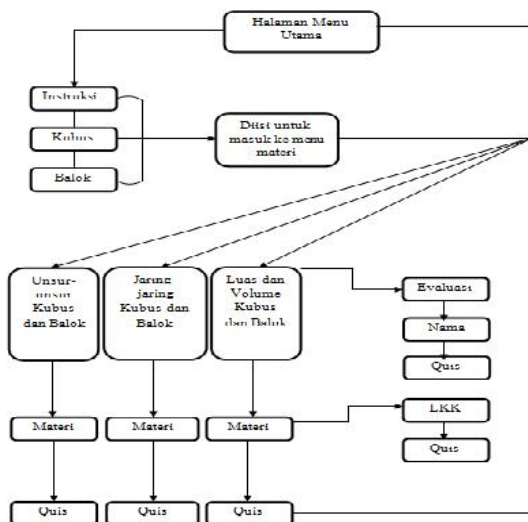 Halaman Menu
Utama
Instruksi
Kubus
Balok
Diisi untuk
masuk ke menu
materi
Unsur-
unsur
Kubus
dan Balok
Jaring
jaring
Kubus dan
Balok
Luas dan
Volume
Kubus
dan Balok
Evaluasi
Nama
Quis
Materi
Materi
Materi
LKK
Quis
Quis
Quis
Quis